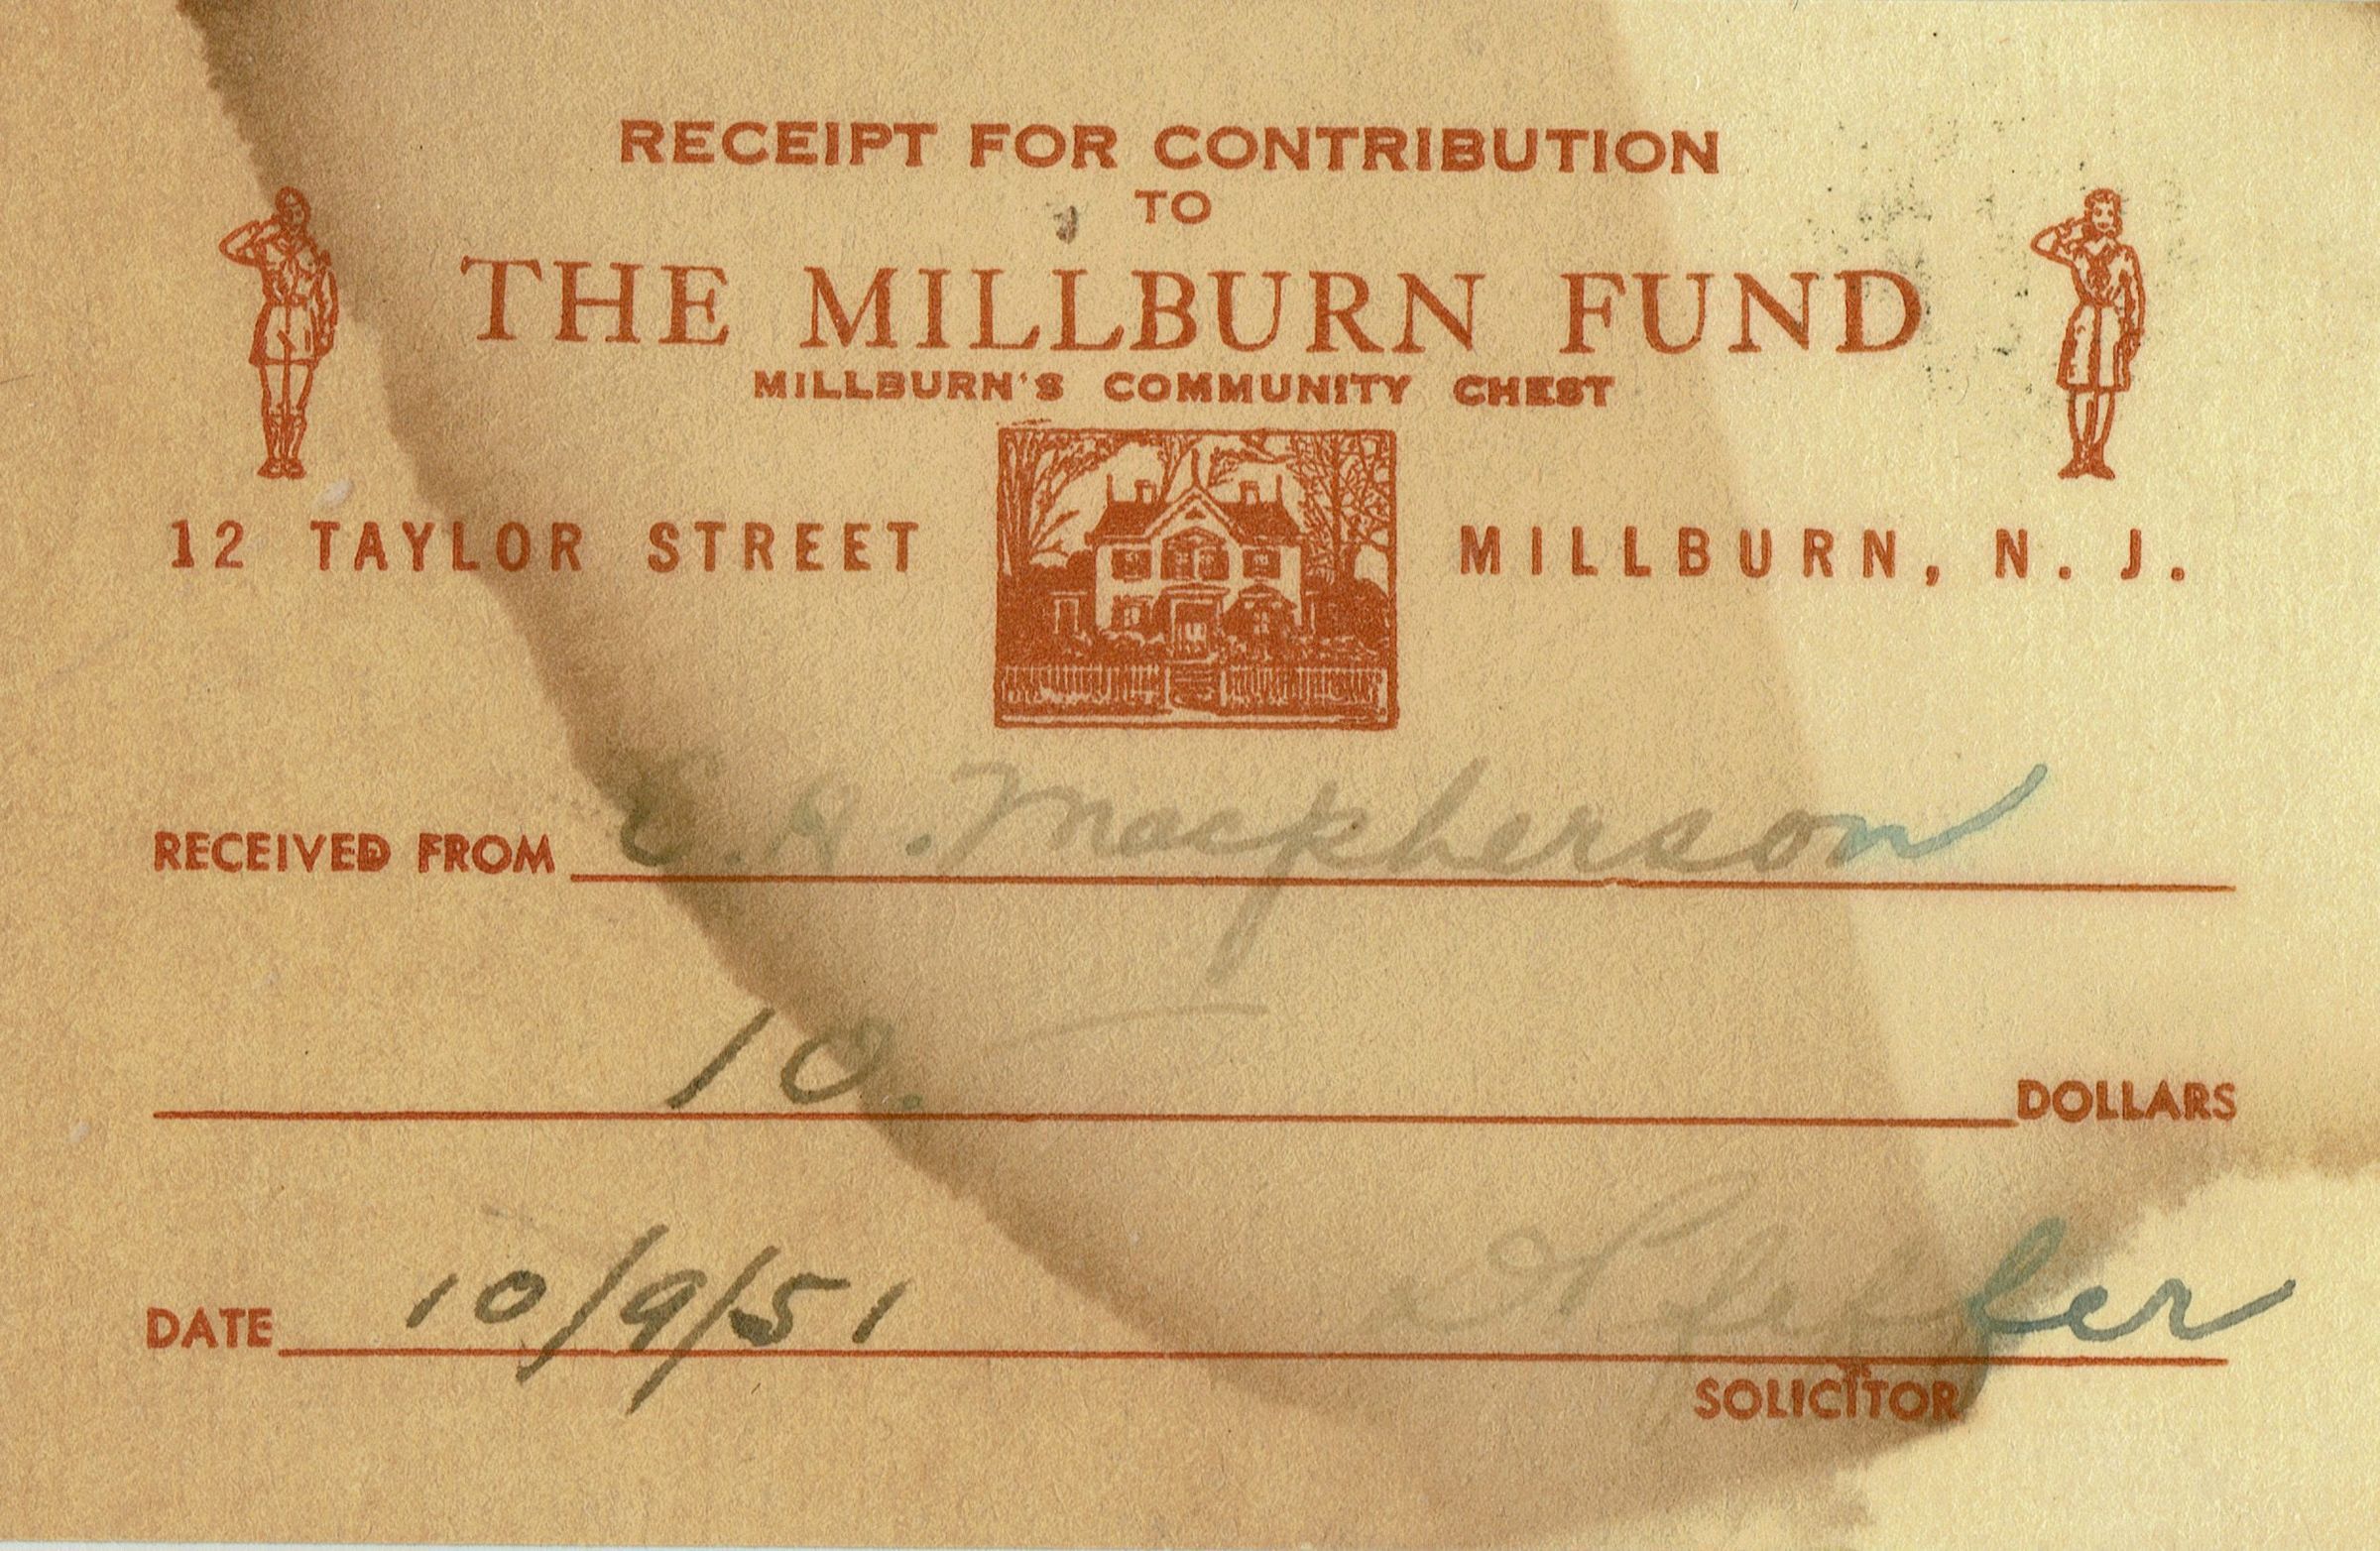 RECEIPT FOR CONTRIBUTION
TO
THE MILLBURN FUND
MILLBURN'S COMMUNITY CHEST
12 TAYLOR STREET MILLBURN, N. J.
RECEIVED FROM E. Macpherson
10. — DOLLARS
DATE 10/9/51
SOLICITOR